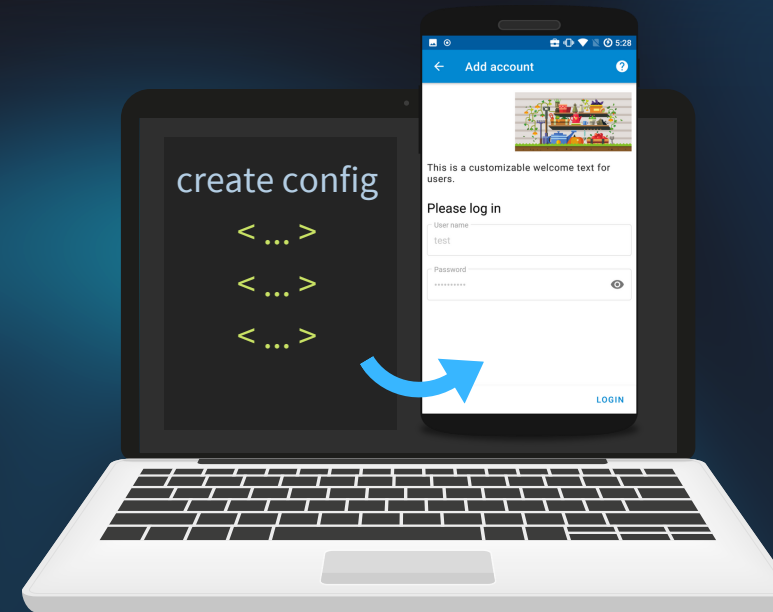 create config
<...>
<...>
<...>
5:28
Add account
?
This is a customizable welcome text for
users.
Please log in
User name
test
Password
••••••••••
LOGIN